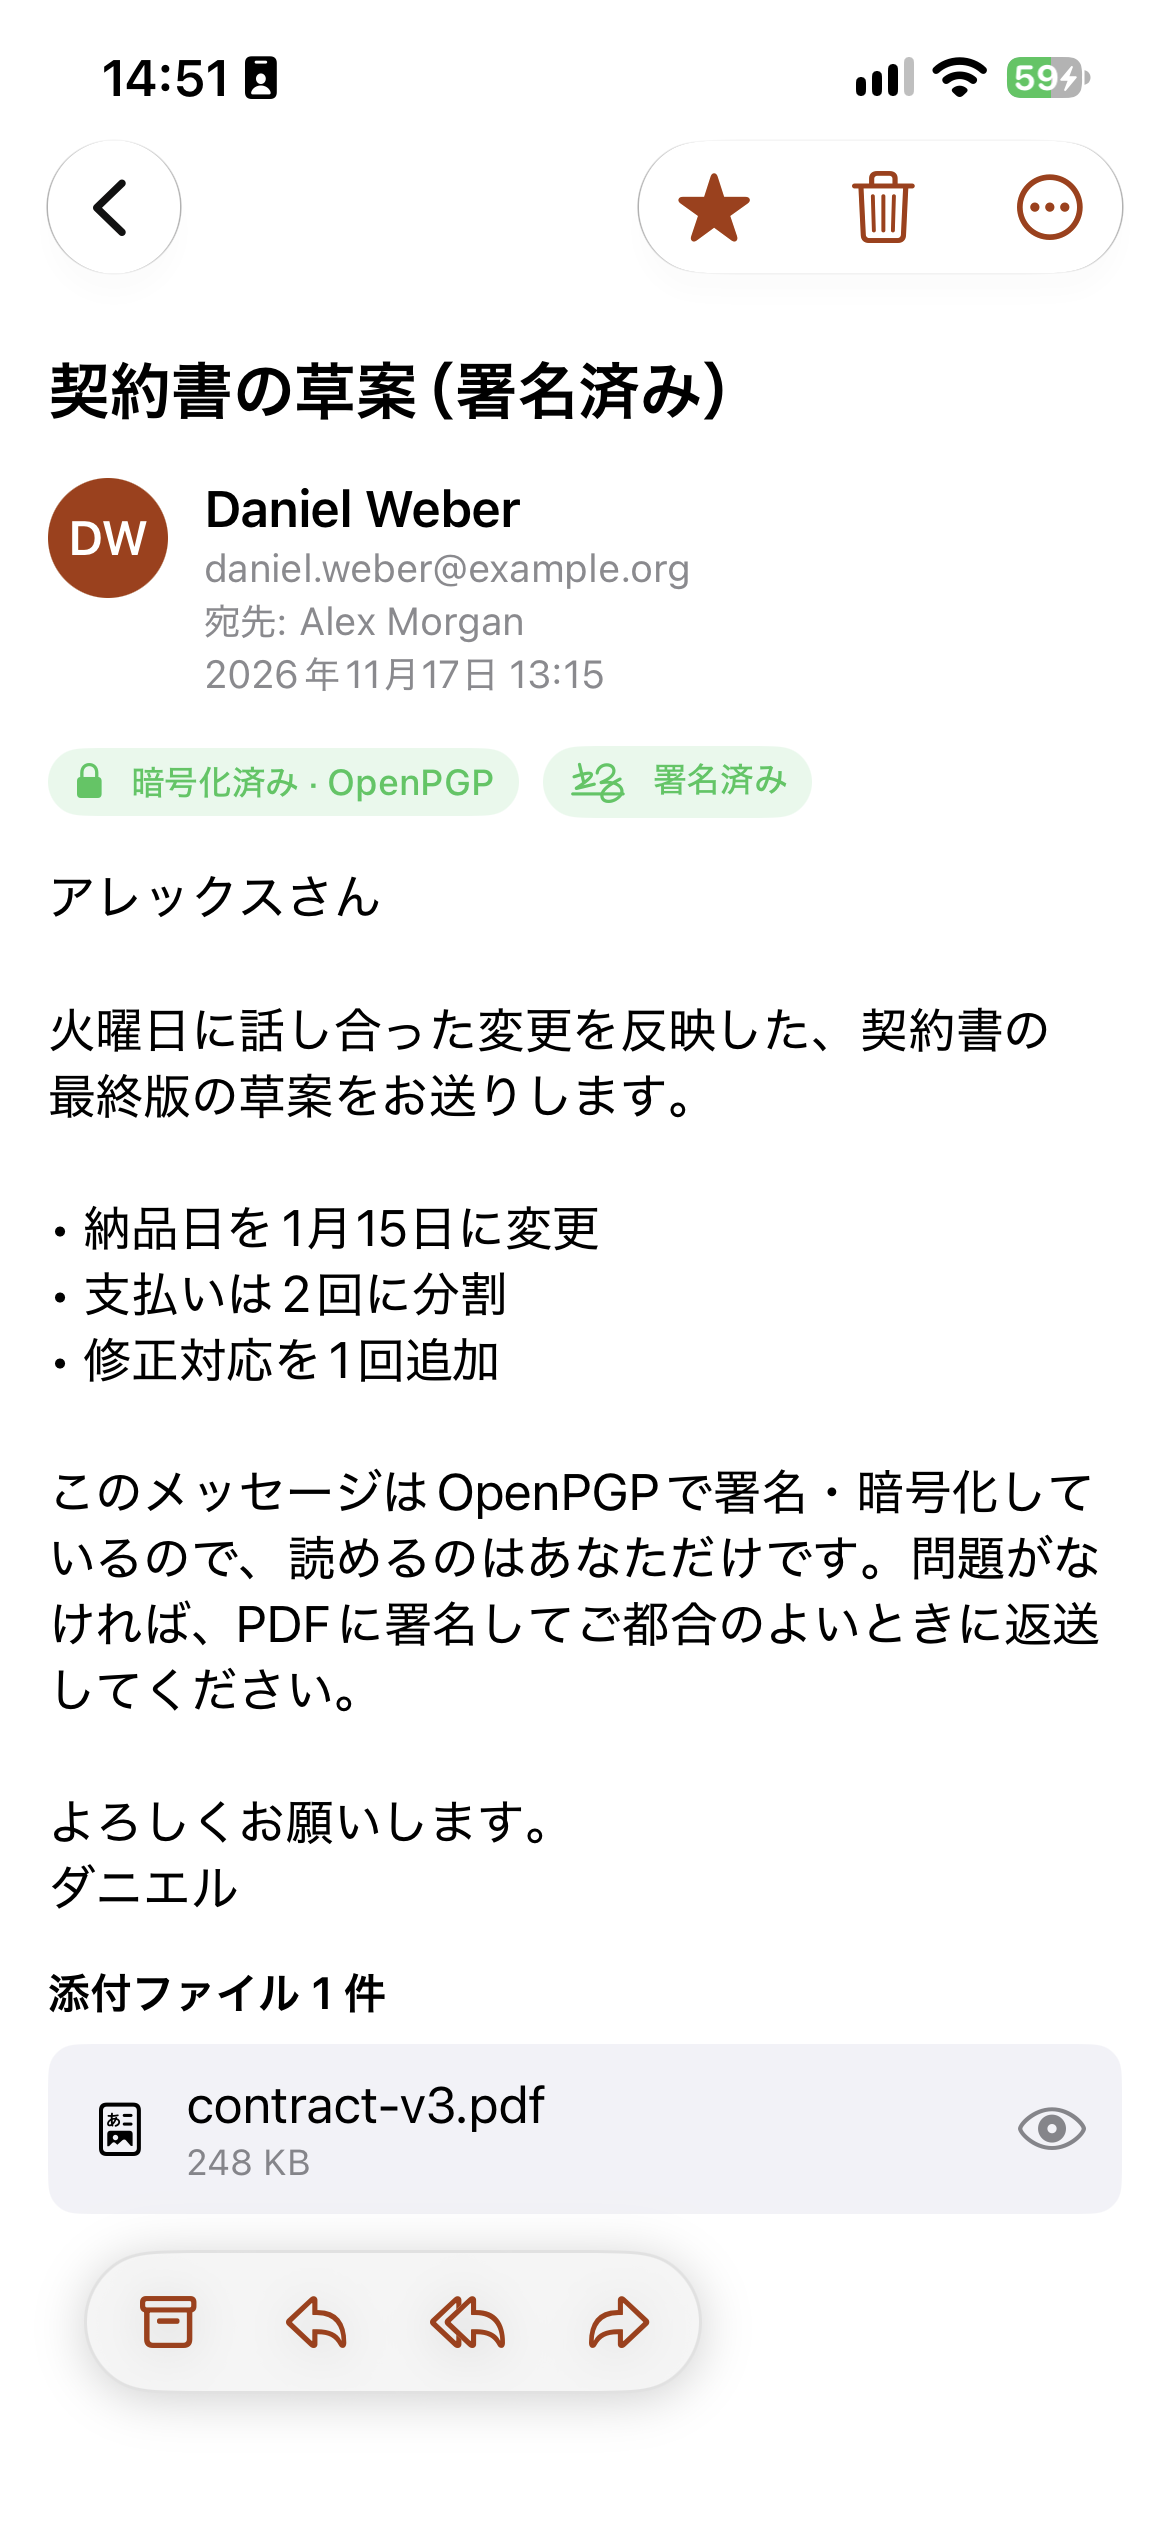 14:51
59
契約書の草案（署名済み）
DW
Daniel Weber
daniel.weber@example.org
宛先: Alex Morgan
2026年11月17日 13:15
暗号化済み · OpenPGP
署名済み
アレックスさん
火曜日に話し合った変更を反映した、契約書の
最終版の草案をお送りします。
• 納品日を1月15日に変更
• 支払いは2回に分割
• 修正対応を1回追加
このメッセージはOpenPGPで署名・暗号化して
いるので、読めるのはあなただけです。問題がな
ければ、PDFに署名してご都合のよいときに返送
してください。
よろしくお願いします。
ダニエル
添付ファイル 1 件
contract-v3.pdf
248 KB